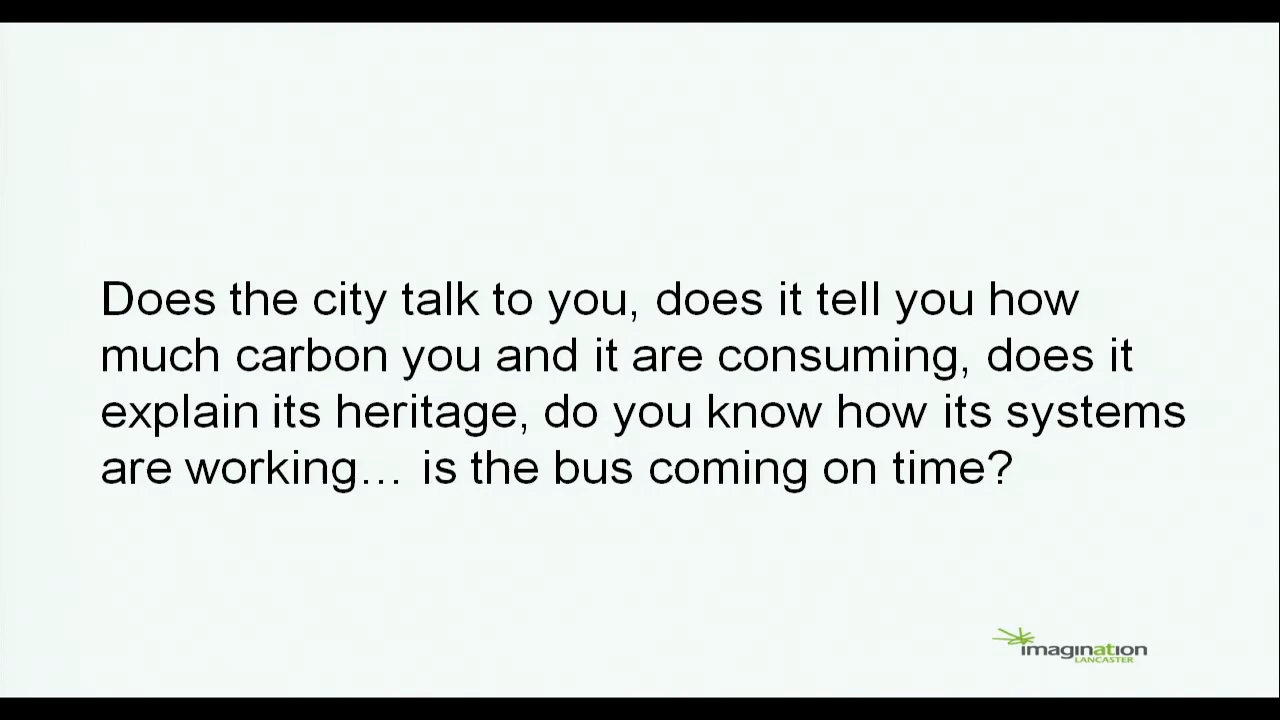 Does the city talk to you, does it tell you how
much carbon you and it are consuming, does it
explain its heritage, do you know how its systems
are working… is the bus coming on time?
imagination
LANCASTER